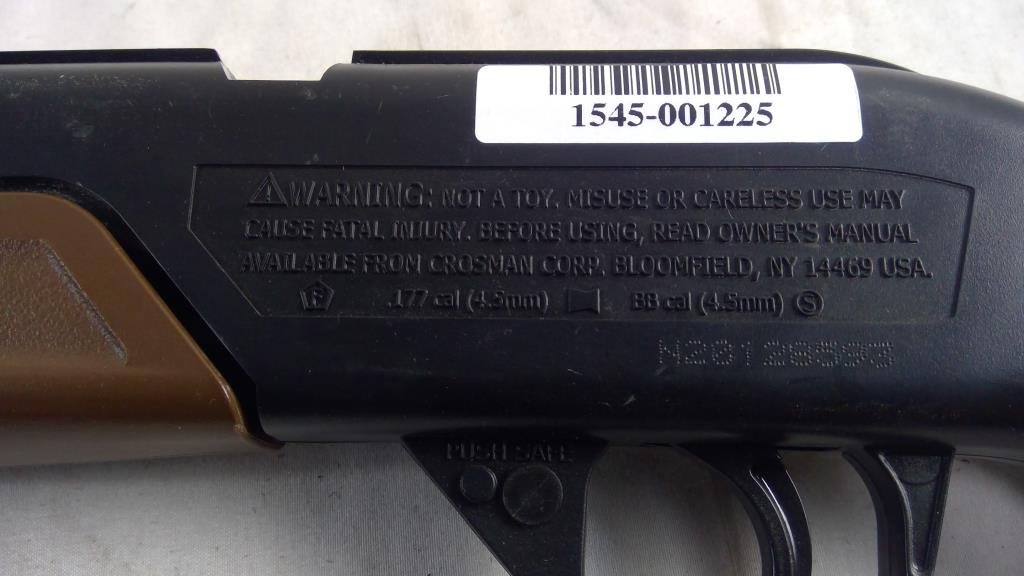 1545-001225
WARNING: NOT A TOY. MISUSE OR CARELESS USE MAY
CAUSE FATAL INJURY. BEFORE USING, READ OWNER'S MANUAL
AVAILABLE FROM CROSMAN CORP. BLOOMFIELD, NY 14469 USA.
F .177 cal (4.5mm) BB cal (4.5mm) S
PUSH SAFE